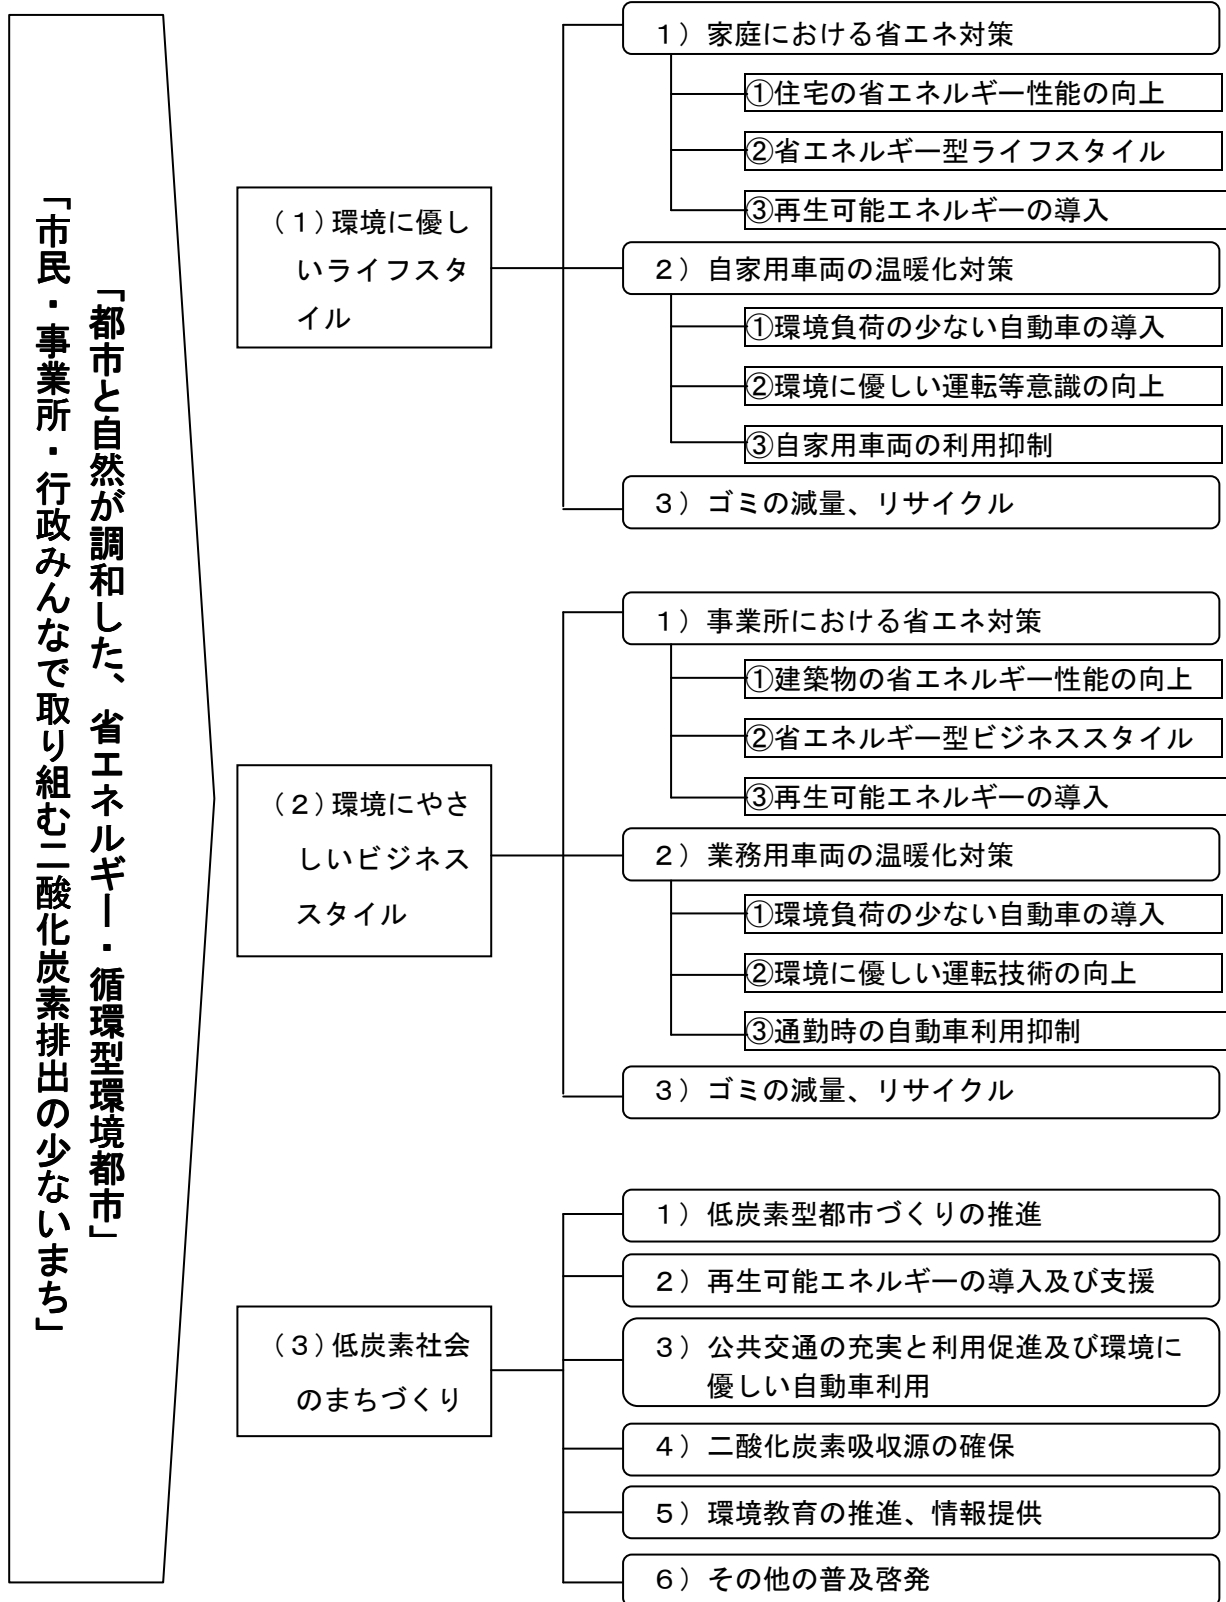 「都市と自然が調和した、省エネルギー・循環型環境都市」
「市民・事業所・行政みんなで取り組む二酸化炭素排出の少ないまち」
（１）環境に優し
いライフスタ
イル
１）家庭における省エネ対策
①住宅の省エネルギー性能の向上
②省エネルギー型ライフスタイル
③再生可能エネルギーの導入
２）自家用車両の温暖化対策
①環境負荷の少ない自動車の導入
②環境に優しい運転等意識の向上
③自家用車両の利用抑制
３）ゴミの減量、リサイクル
（２）環境にやさ
しいビジネス
スタイル
１）事業所における省エネ対策
①建築物の省エネルギー性能の向上
②省エネルギー型ビジネススタイル
③再生可能エネルギーの導入
２）業務用車両の温暖化対策
①環境負荷の少ない自動車の導入
②環境に優しい運転技術の向上
③通勤時の自動車利用抑制
３）ゴミの減量、リサイクル
（３）低炭素社会
のまちづくり
１）低炭素型都市づくりの推進
２）再生可能エネルギーの導入及び支援
３）公共交通の充実と利用促進及び環境に
優しい自動車利用
４）二酸化炭素吸収源の確保
５）環境教育の推進、情報提供
６）その他の普及啓発